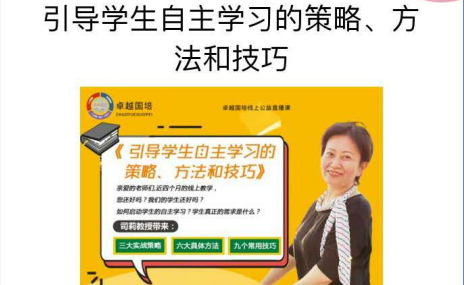 引导学生自主学习的策略、方
法和技巧
卓越国培
卓越国培线上公益直播课
《引导学生自主学习的
策略、方法和技巧》
亲爱的老师们,近四个月的线上教学,
您还好吗?我们的学生还好吗?
如何启动学生的自主学习?学生真正的需求是什么?
司莉教授带来:
三大实战策略 六大具体方法 九个常用技巧